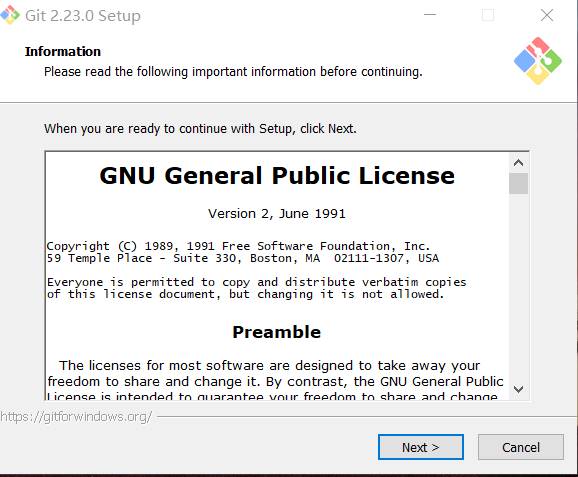 Git 2.23.0 Setup
Information
Please read the following important information before continuing.
When you are ready to continue with Setup, click Next.
GNU General Public License
Version 2, June 1991
Copyright (C) 1989, 1991 Free Software Foundation, Inc.
59 Temple Place - Suite 330, Boston, MA  02111-1307, USA
Everyone is permitted to copy and distribute verbatim copies
of this license document, but changing it is not allowed.
Preamble
The licenses for most software are designed to take away your
freedom to share and change it. By contrast, the GNU General Public
License is intended to guarantee your freedom to share and change
https://gitforwindows.org/
Next >
Cancel